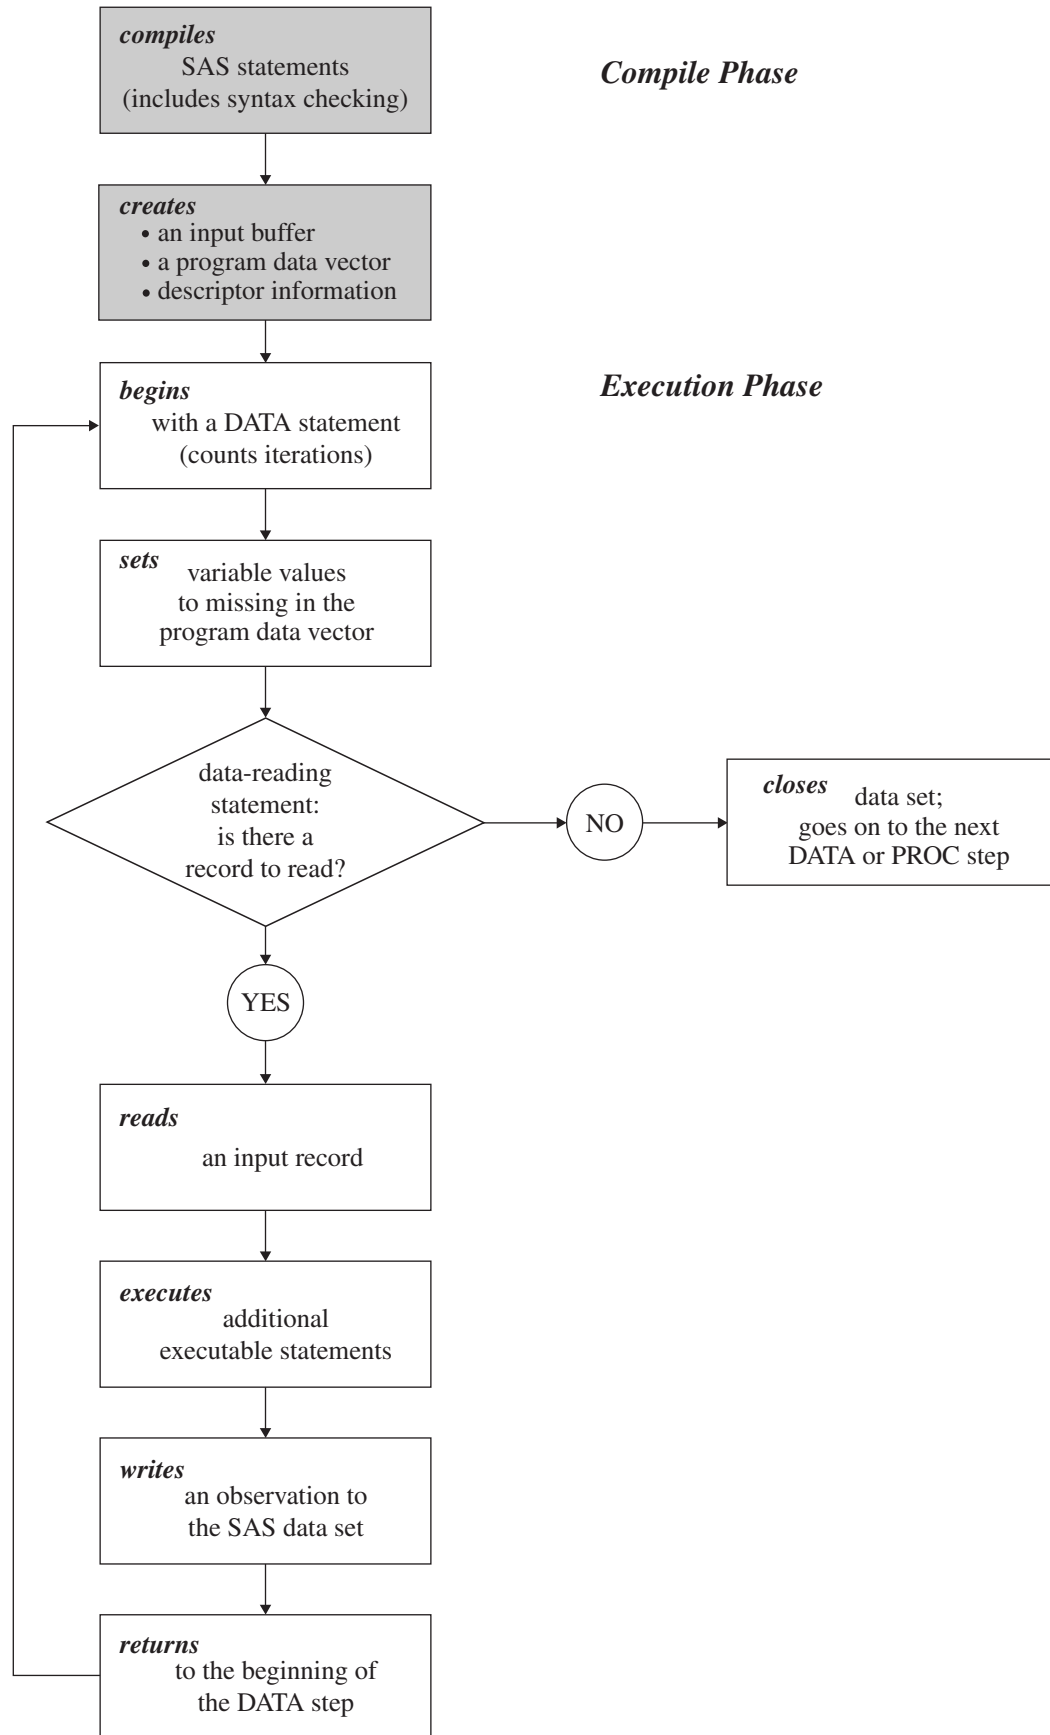 compiles
SAS statements
(includes syntax checking)
Compile Phase
creates
• an input buffer
• a program data vector
• descriptor information
begins
with a DATA statement
(counts iterations)
Execution Phase
sets variable values
to missing in the
program data vector
data-reading
statement:
is there a
record to read?
NO
closes data set;
goes on to the next
DATA or PROC step
YES
reads
an input record
executes
additional
executable statements
writes
an observation to
the SAS data set
returns
to the beginning of
the DATA step